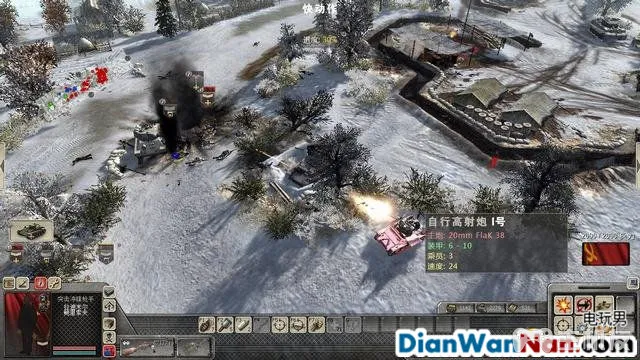 快动作
自行高射炮 I号
主炮: 20mm FlaK 38
装甲: 6 - 10
乘员: 3
速度: 24
突击冲锋枪手
电玩男
DianWanNan.com